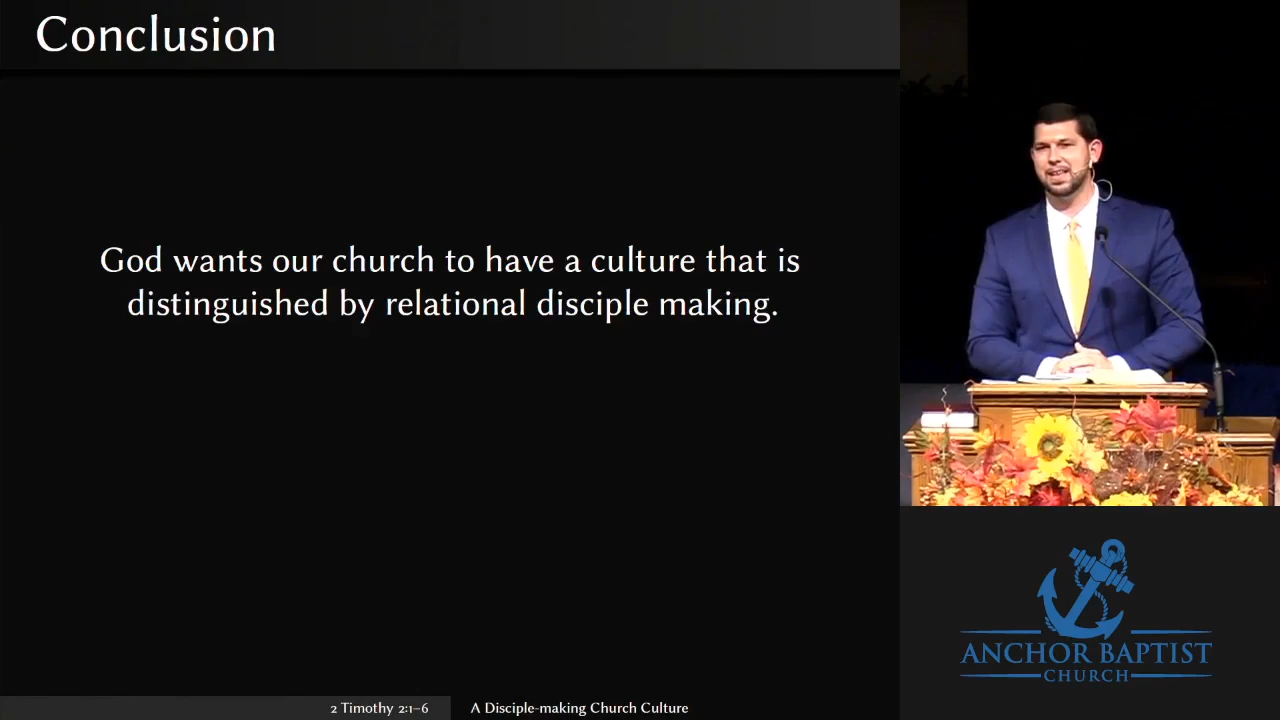 Conclusion
God wants our church to have a culture that is
distinguished by relational disciple making.
2 Timothy 2:1–6
A Disciple-making Church Culture
ANCHOR BAPTIST
CHURCH